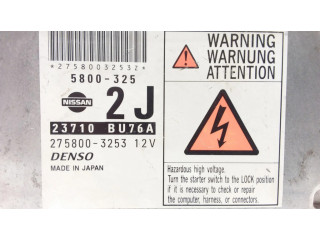 *275800032532*
5800-325
NISSAN
2J
23710 BU76A
275800-3253 12V
DENSO
MADE IN JAPAN
WARNING
WARNUNG
ATTENTION
Hazardous high voltage.
Turn the starter switch to the LOCK position
if it is necessary to check or repair
the computer, harness, or connectors.